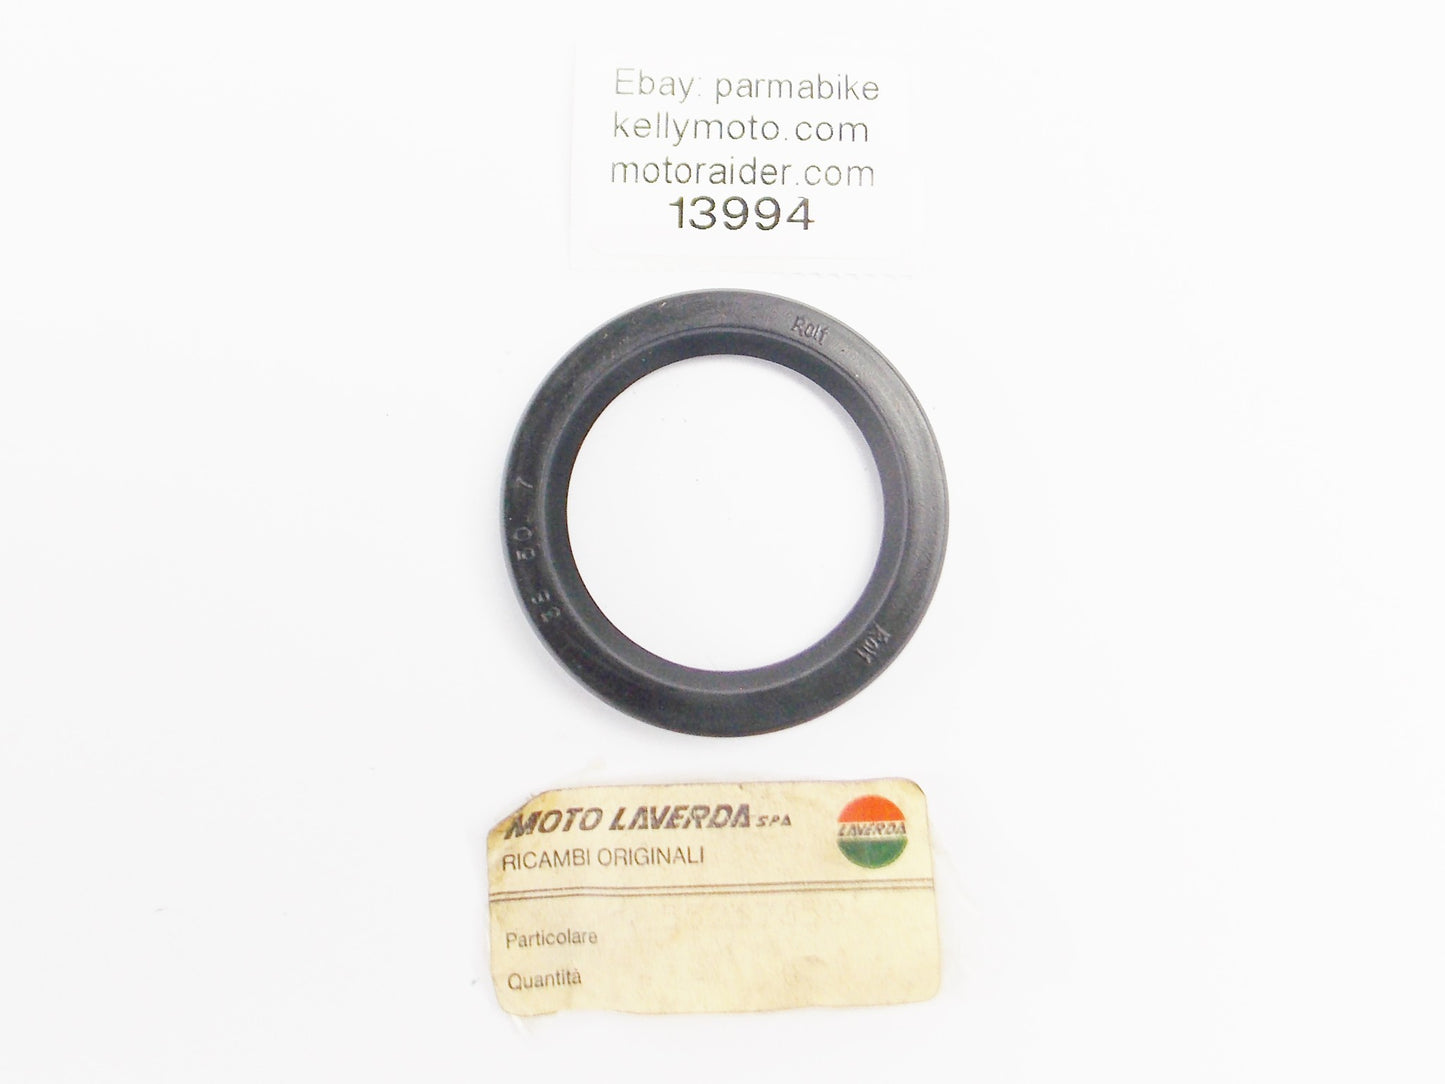 Ebay: parmabike
kellymoto.com
motoraider.com
13994
Rolf
35 50 7
Rolf
MOTO LAVERDA SPA
LAVERDA
RICAMBI ORIGINALI
Particolare
Quantità